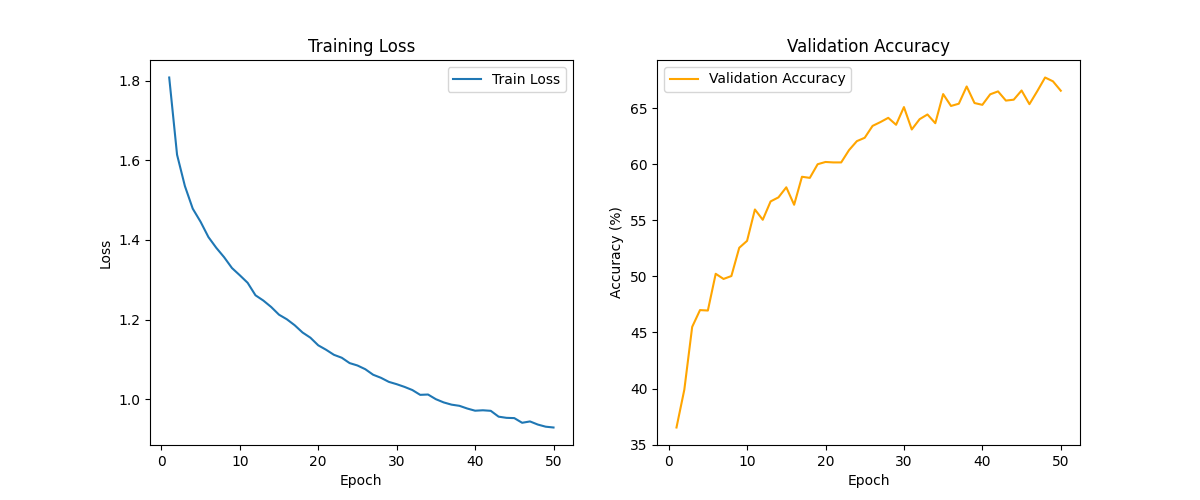 Training Loss
Train Loss
1.8
1.6
1.4
1.2
1.0
Loss
0 10 20 30 40 50
Epoch
Validation Accuracy
Validation Accuracy
65
60
55
50
45
40
35
Accuracy (%)
0 10 20 30 40 50
Epoch